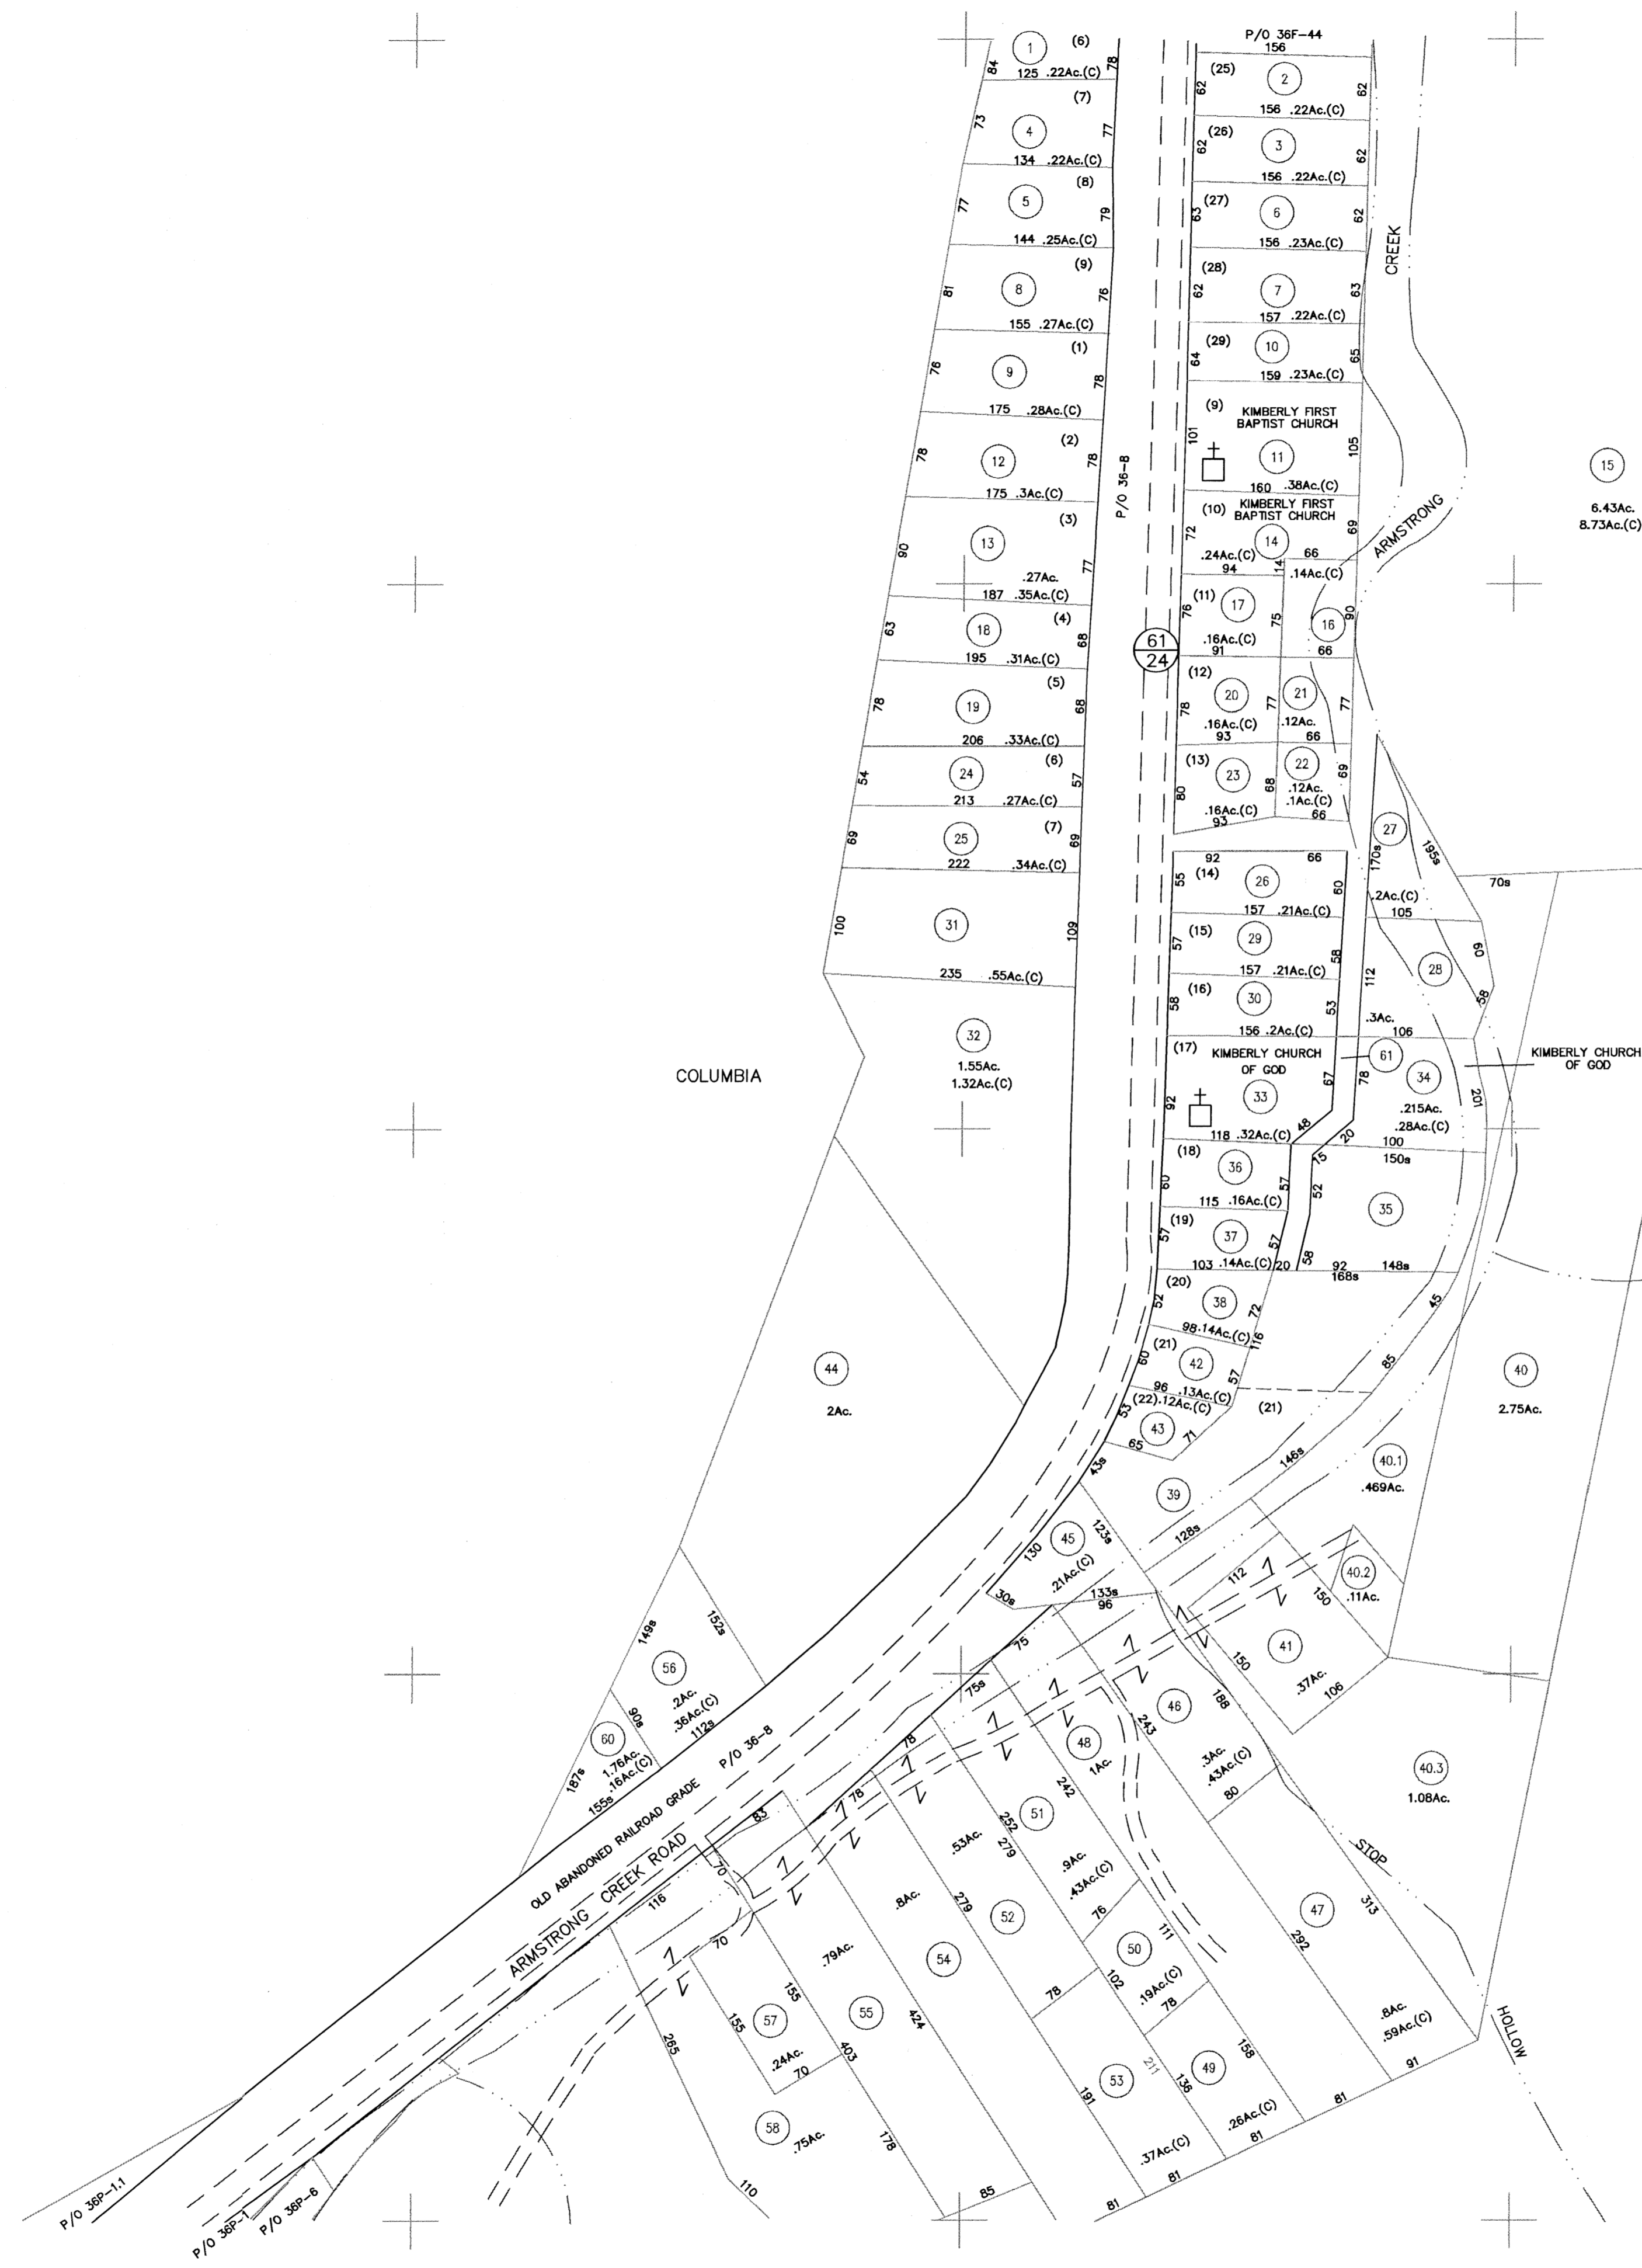 P/O 36F-44
156
1 (6)
84
125 .22Ac.(C)
78
(25) 2
62
62
156 .22Ac.(C)
(7)
73
4
77
134 .22Ac.(C)
(26) 3
62
62
156 .22Ac.(C)
(8)
77
5
79
144 .25Ac.(C)
(27) 6
63
62
156 .23Ac.(C)
CREEK
(9)
81
8
76
155 .27Ac.(C)
(28) 7
62
63
157 .22Ac.(C)
(1)
76
9
78
175 .28Ac.(C)
(29) 10
64
65
159 .23Ac.(C)
(2)
78
12
78
175 .3Ac.(C)
P/O 36-8
(9) KIMBERLY FIRST
BAPTIST CHURCH
101
11
105
160 .38Ac.(C)
15
6.43Ac.
8.73Ac.(C)
(3)
90
13
77
.27Ac.
187 .35Ac.(C)
(10) KIMBERLY FIRST
BAPTIST CHURCH
72
14
69
.24Ac.(C)
94
14
66
.14Ac.(C)
ARMSTRONG
(4)
63
18
68
195 .31Ac.(C)
61
24
(11) 17
76
75
.16Ac.(C)
91
16
90
66
(5)
78
19
68
206 .33Ac.(C)
(12)
78
20
77
.16Ac.(C)
93
21
77
.12Ac.
66
(6)
54
24
57
213 .27Ac.(C)
(13)
80
23
68
.16Ac.(C)
93
22
69
.12Ac.
.1Ac.(C)
66
(7)
69
25
69
222 .34Ac.(C)
27
170s
195s
.2Ac.(C)
105
70s
92 66
55
(14) 26
60
157 .21Ac.(C)
100
31
109
235 .55Ac.(C)
(15) 29
57
58
157 .21Ac.(C)
112
28
60
58
.3Ac.
106
(16) 30
58
53
156 .2Ac.(C)
32
1.55Ac.
1.32Ac.(C)
COLUMBIA
(17) KIMBERLY CHURCH
OF GOD
92
33
67
48
118 .32Ac.(C)
61
78
34
.215Ac.
.28Ac.(C)
201
20
100
150s
KIMBERLY CHURCH
OF GOD
(18) 36
60
57
115 .16Ac.(C)
15
52
35
58
92 148s
168s
(19) 37
57
57
103 .14Ac.(C) 20
(20) 38
52
72
98 .14Ac.(C)
116
45
85
(21) 42
60
57
96 .13Ac.(C)
(22) .12Ac.(C)
53
43
65
71
(21)
44
2Ac.
40
2.75Ac.
43s
39
146s
128s
40.1
.469Ac.
45
130
123s
.21Ac.(C)
30s
133s
96
112
150
40.2
.11Ac.
41
150
.37Ac.
106
149s
152s
56
.2Ac.
.36Ac.(C)
112s
90s
60
187s
1.76Ac.
.16Ac.(C)
155s
75
75s
46
188
243
.3Ac.
.43Ac.(C)
80
48
1Ac.
242
40.3
1.08Ac.
P/O 36-8
OLD ABANDONED RAILROAD GRADE
ARMSTRONG CREEK ROAD
78
78
83
70
116
51
252
279
.53Ac.
.9Ac.
.43Ac.(C)
76
STOP
HOLLOW
47
313
292
.8Ac.
.59Ac.(C)
91
.8Ac.
279
52
78
50
111
102
.19Ac.(C)
78
.79Ac.
54
424
55
403
70
155
155
57
.24Ac.
70
265
58
.75Ac.
110
178
85
53
191
211
.37Ac.(C)
81
81
49
136
158
.26Ac.(C)
81
81
P/O 36P-1.1
P/O 36P-1
P/O 36P-6